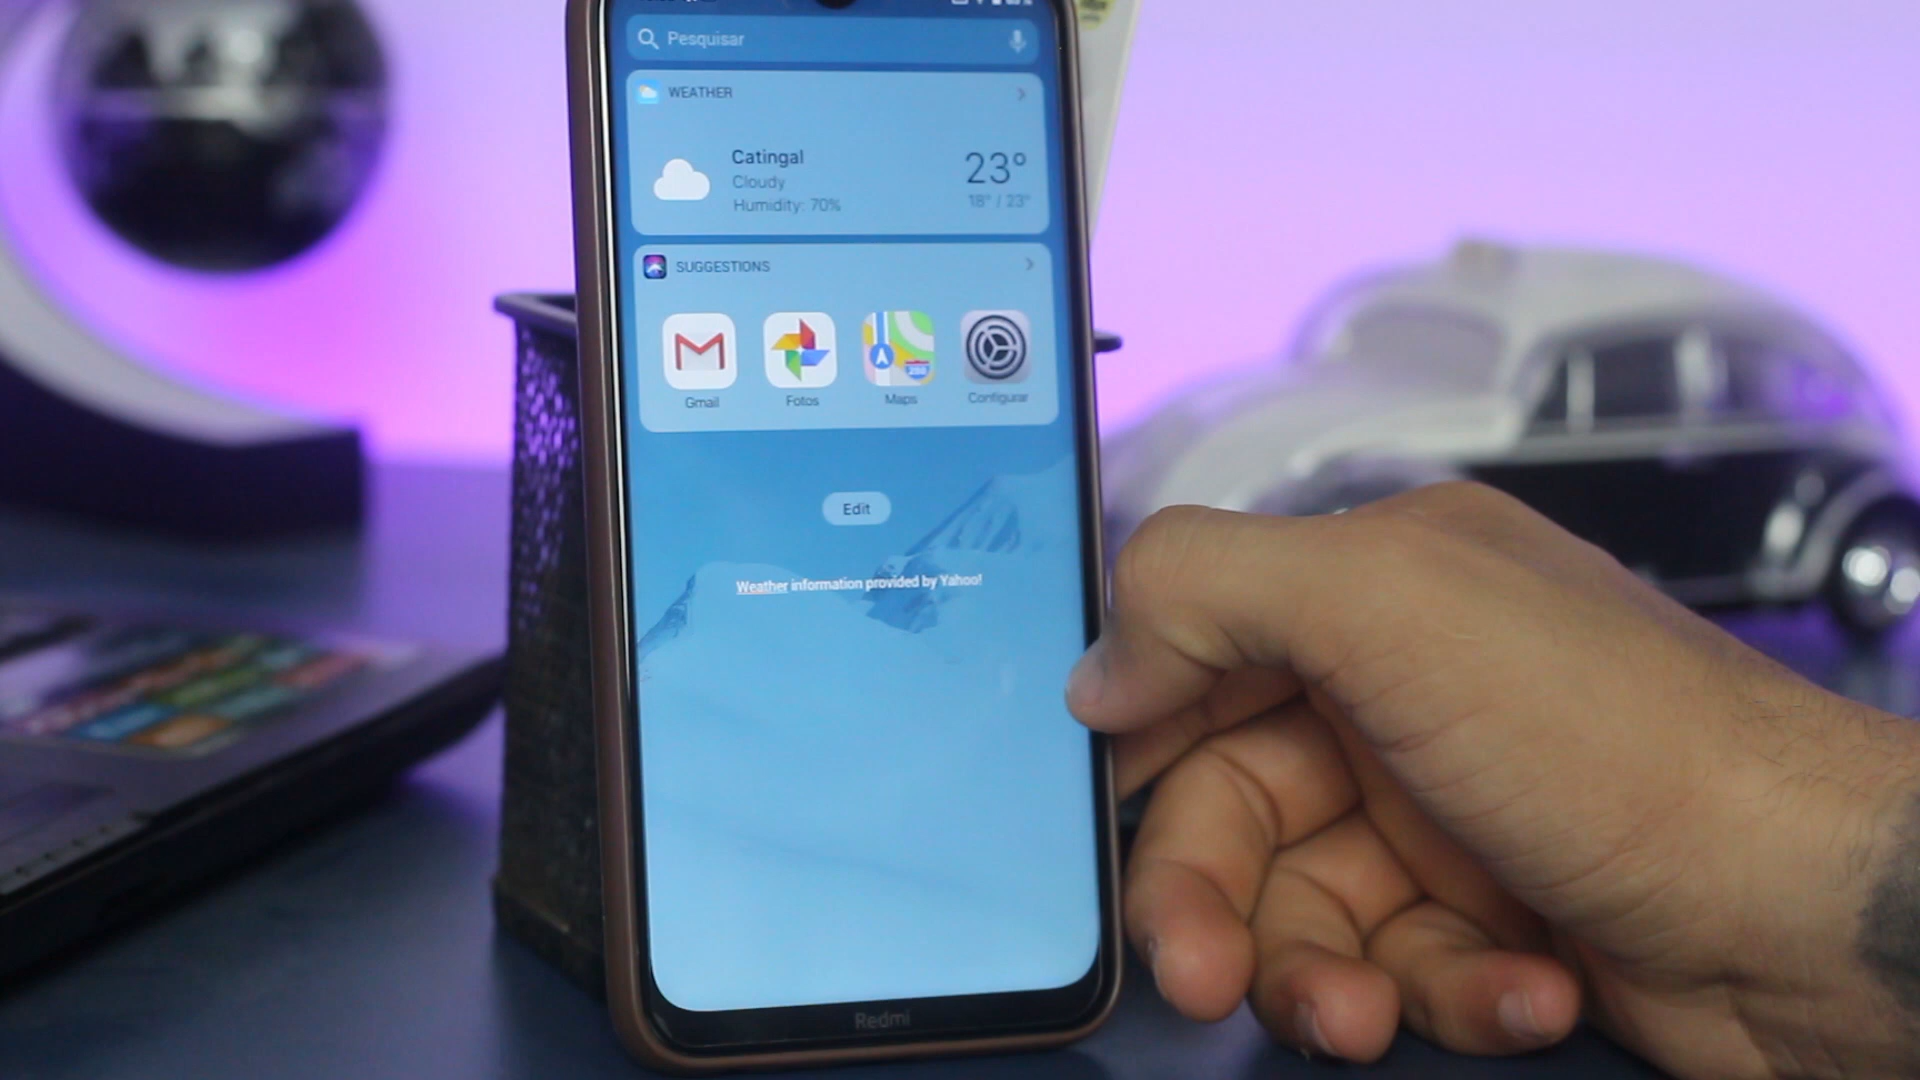 Pesquisar
WEATHER
Catingal
Cloudy
Humidity: 70%
23°
18° / 23°
SUGGESTIONS
Gmail
Fotos
Maps
Configurar
Edit
Weather information provided by Yahoo!
Redmi